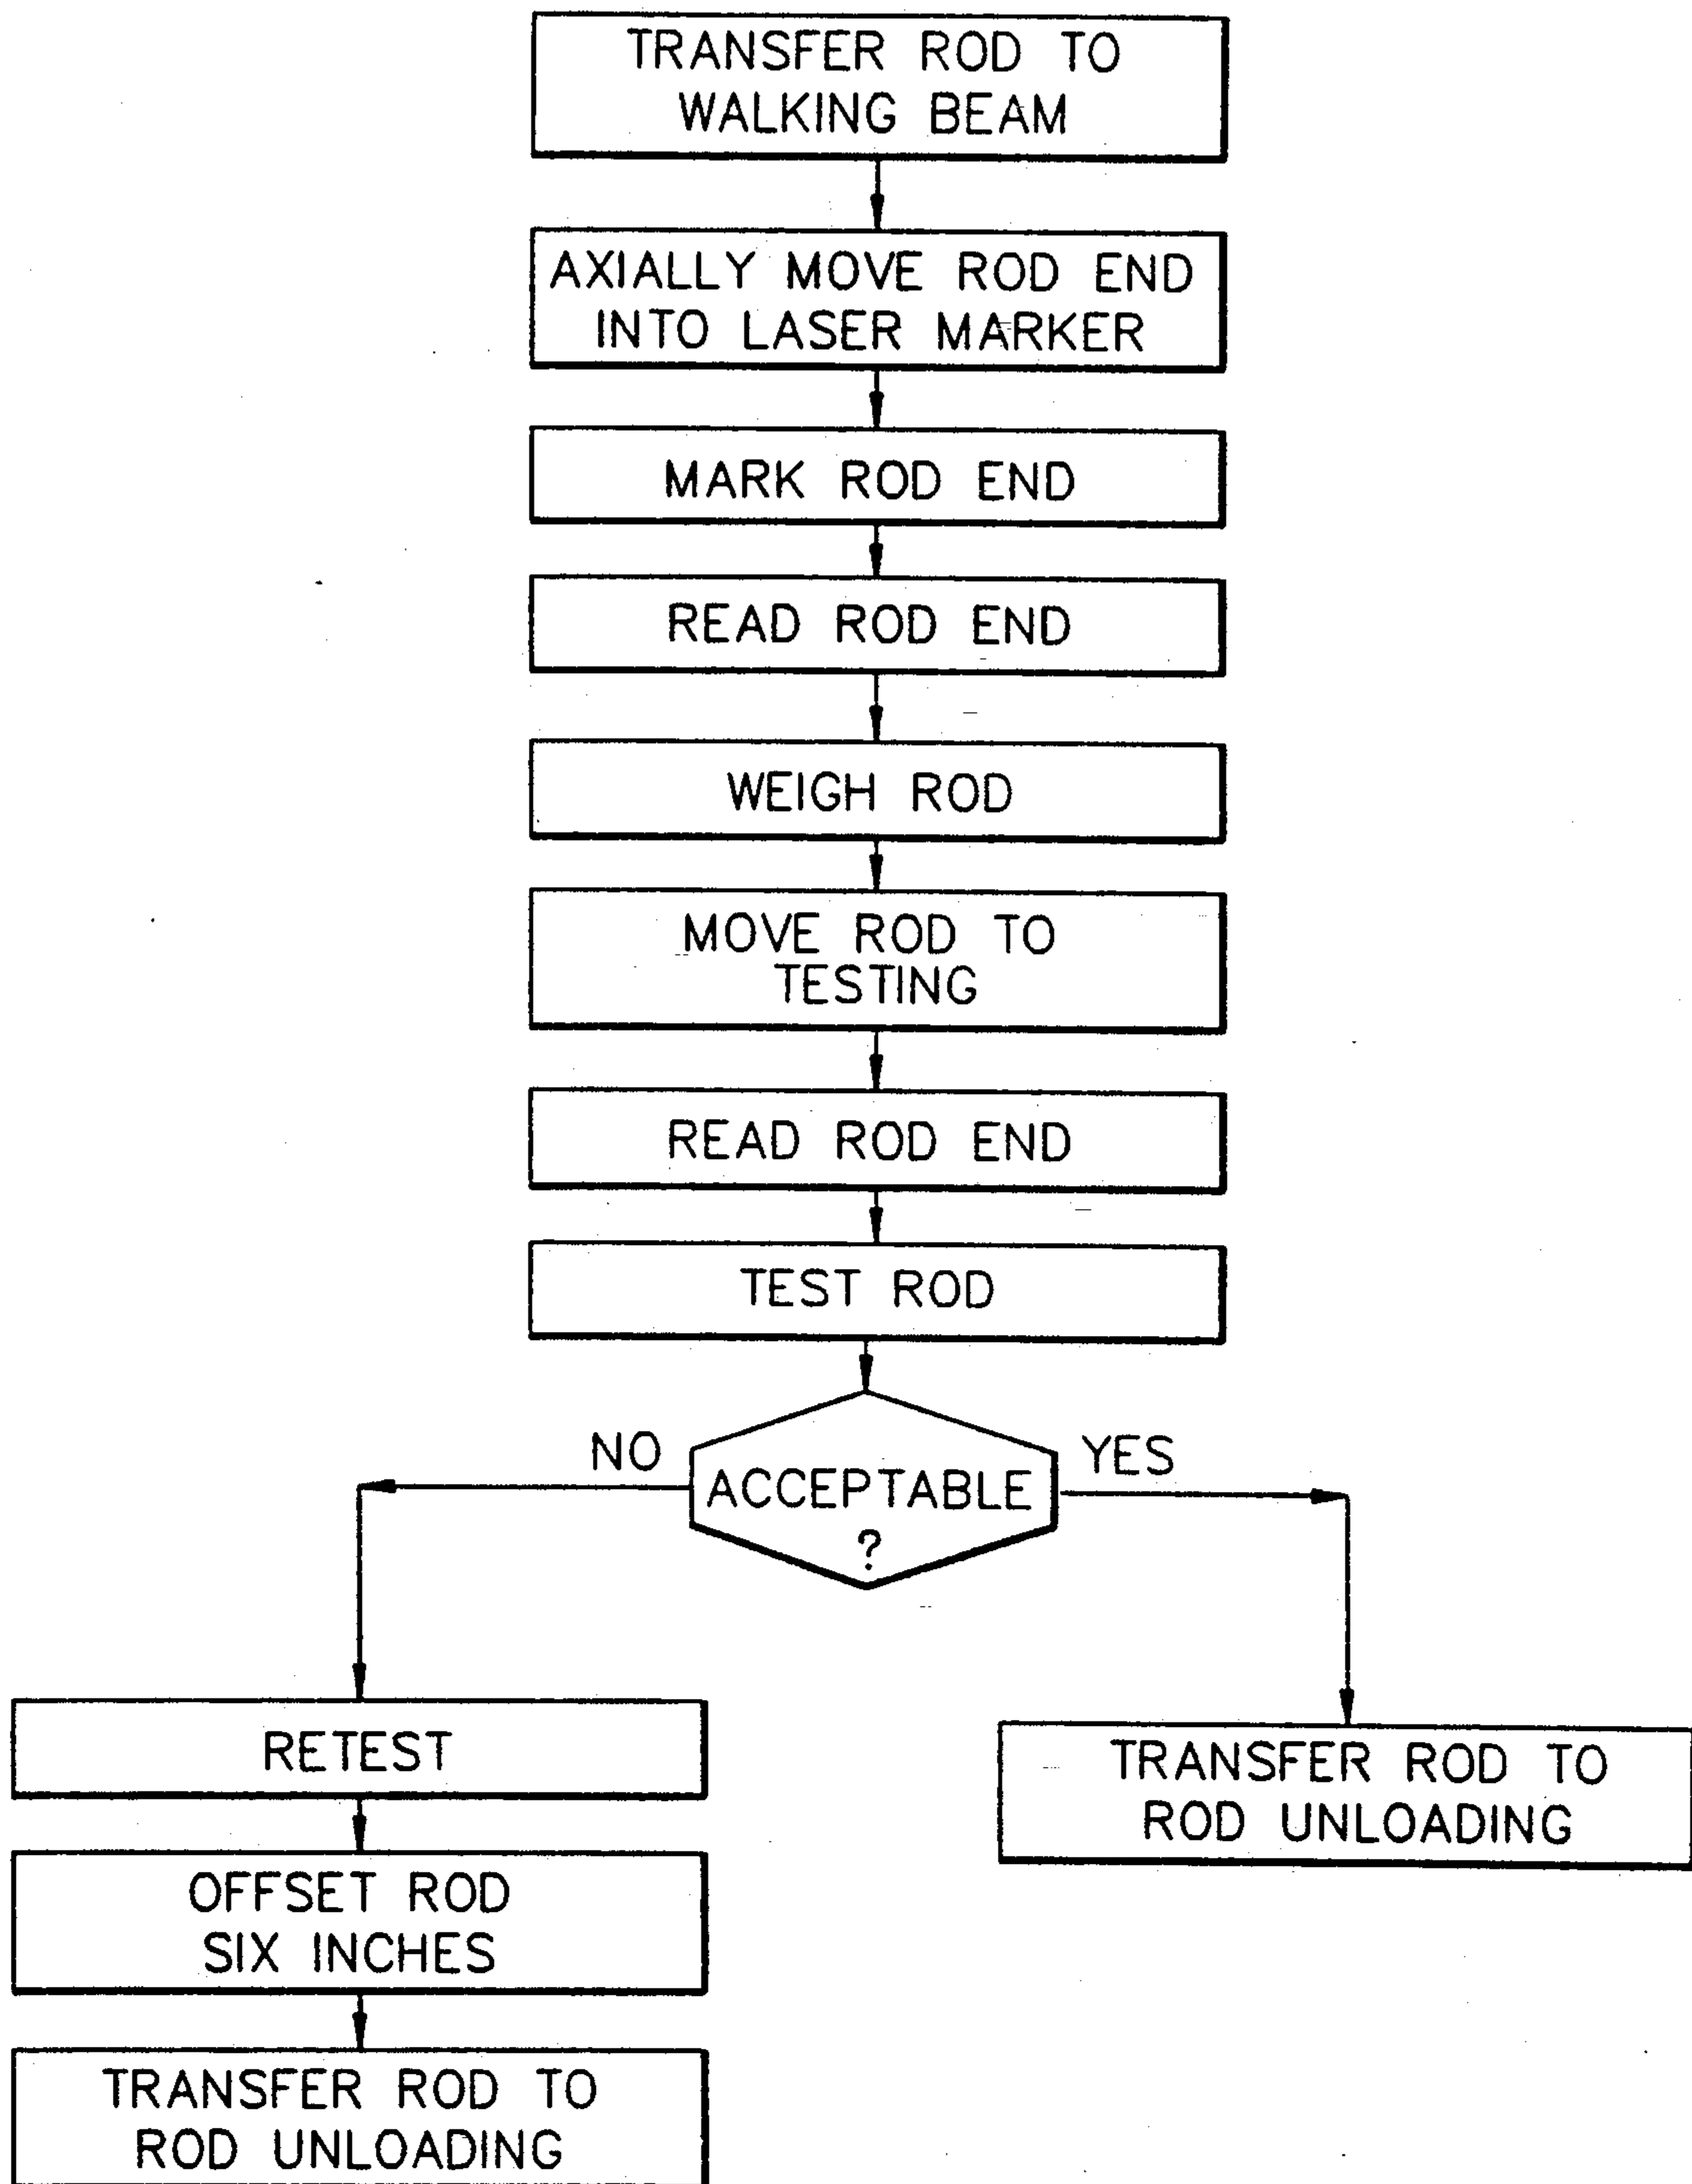 TRANSFER ROD TO
WALKING BEAM
AXIALLY MOVE ROD END
INTO LASER MARKER
MARK ROD END
READ ROD END
WEIGH ROD
MOVE ROD TO
TESTING
READ ROD END
TEST ROD
NO
YES
ACCEPTABLE
?
RETEST
OFFSET ROD
SIX INCHES
TRANSFER ROD TO
ROD UNLOADING
TRANSFER ROD TO
ROD UNLOADING